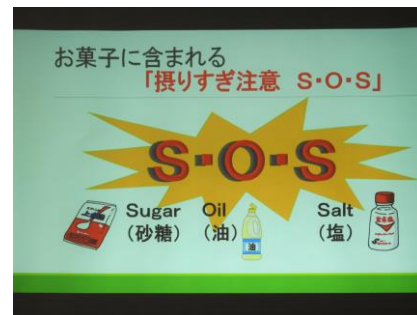 お菓子に含まれる
「摂りすぎ注意 S・O・S」
S・O・S
Sugar Oil Salt
(砂糖) (油) (塩)
油